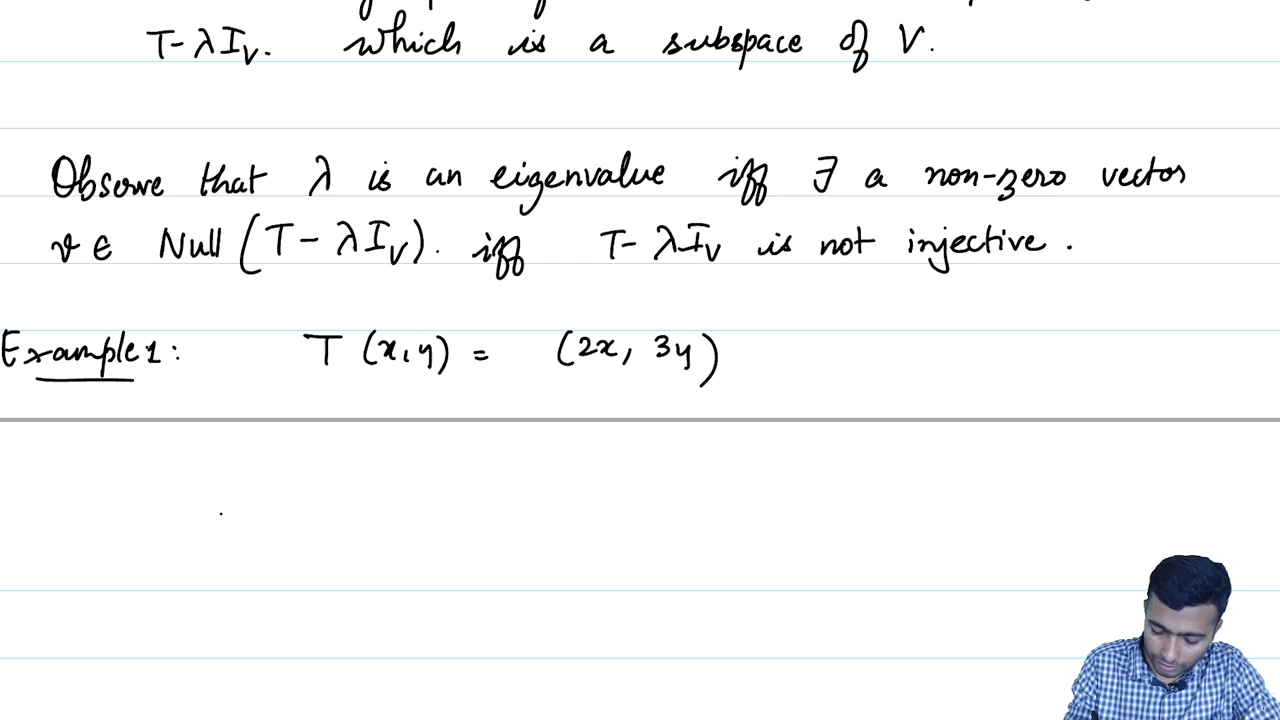 T-λI_V. which is a subspace of V.
Observe that λ is an eigenvalue iff ∃ a non-zero vector
v ∈ Null (T - λI_V). iff T- λI_V is not injective.
Example 1: T (x,y) = (2x, 3y)